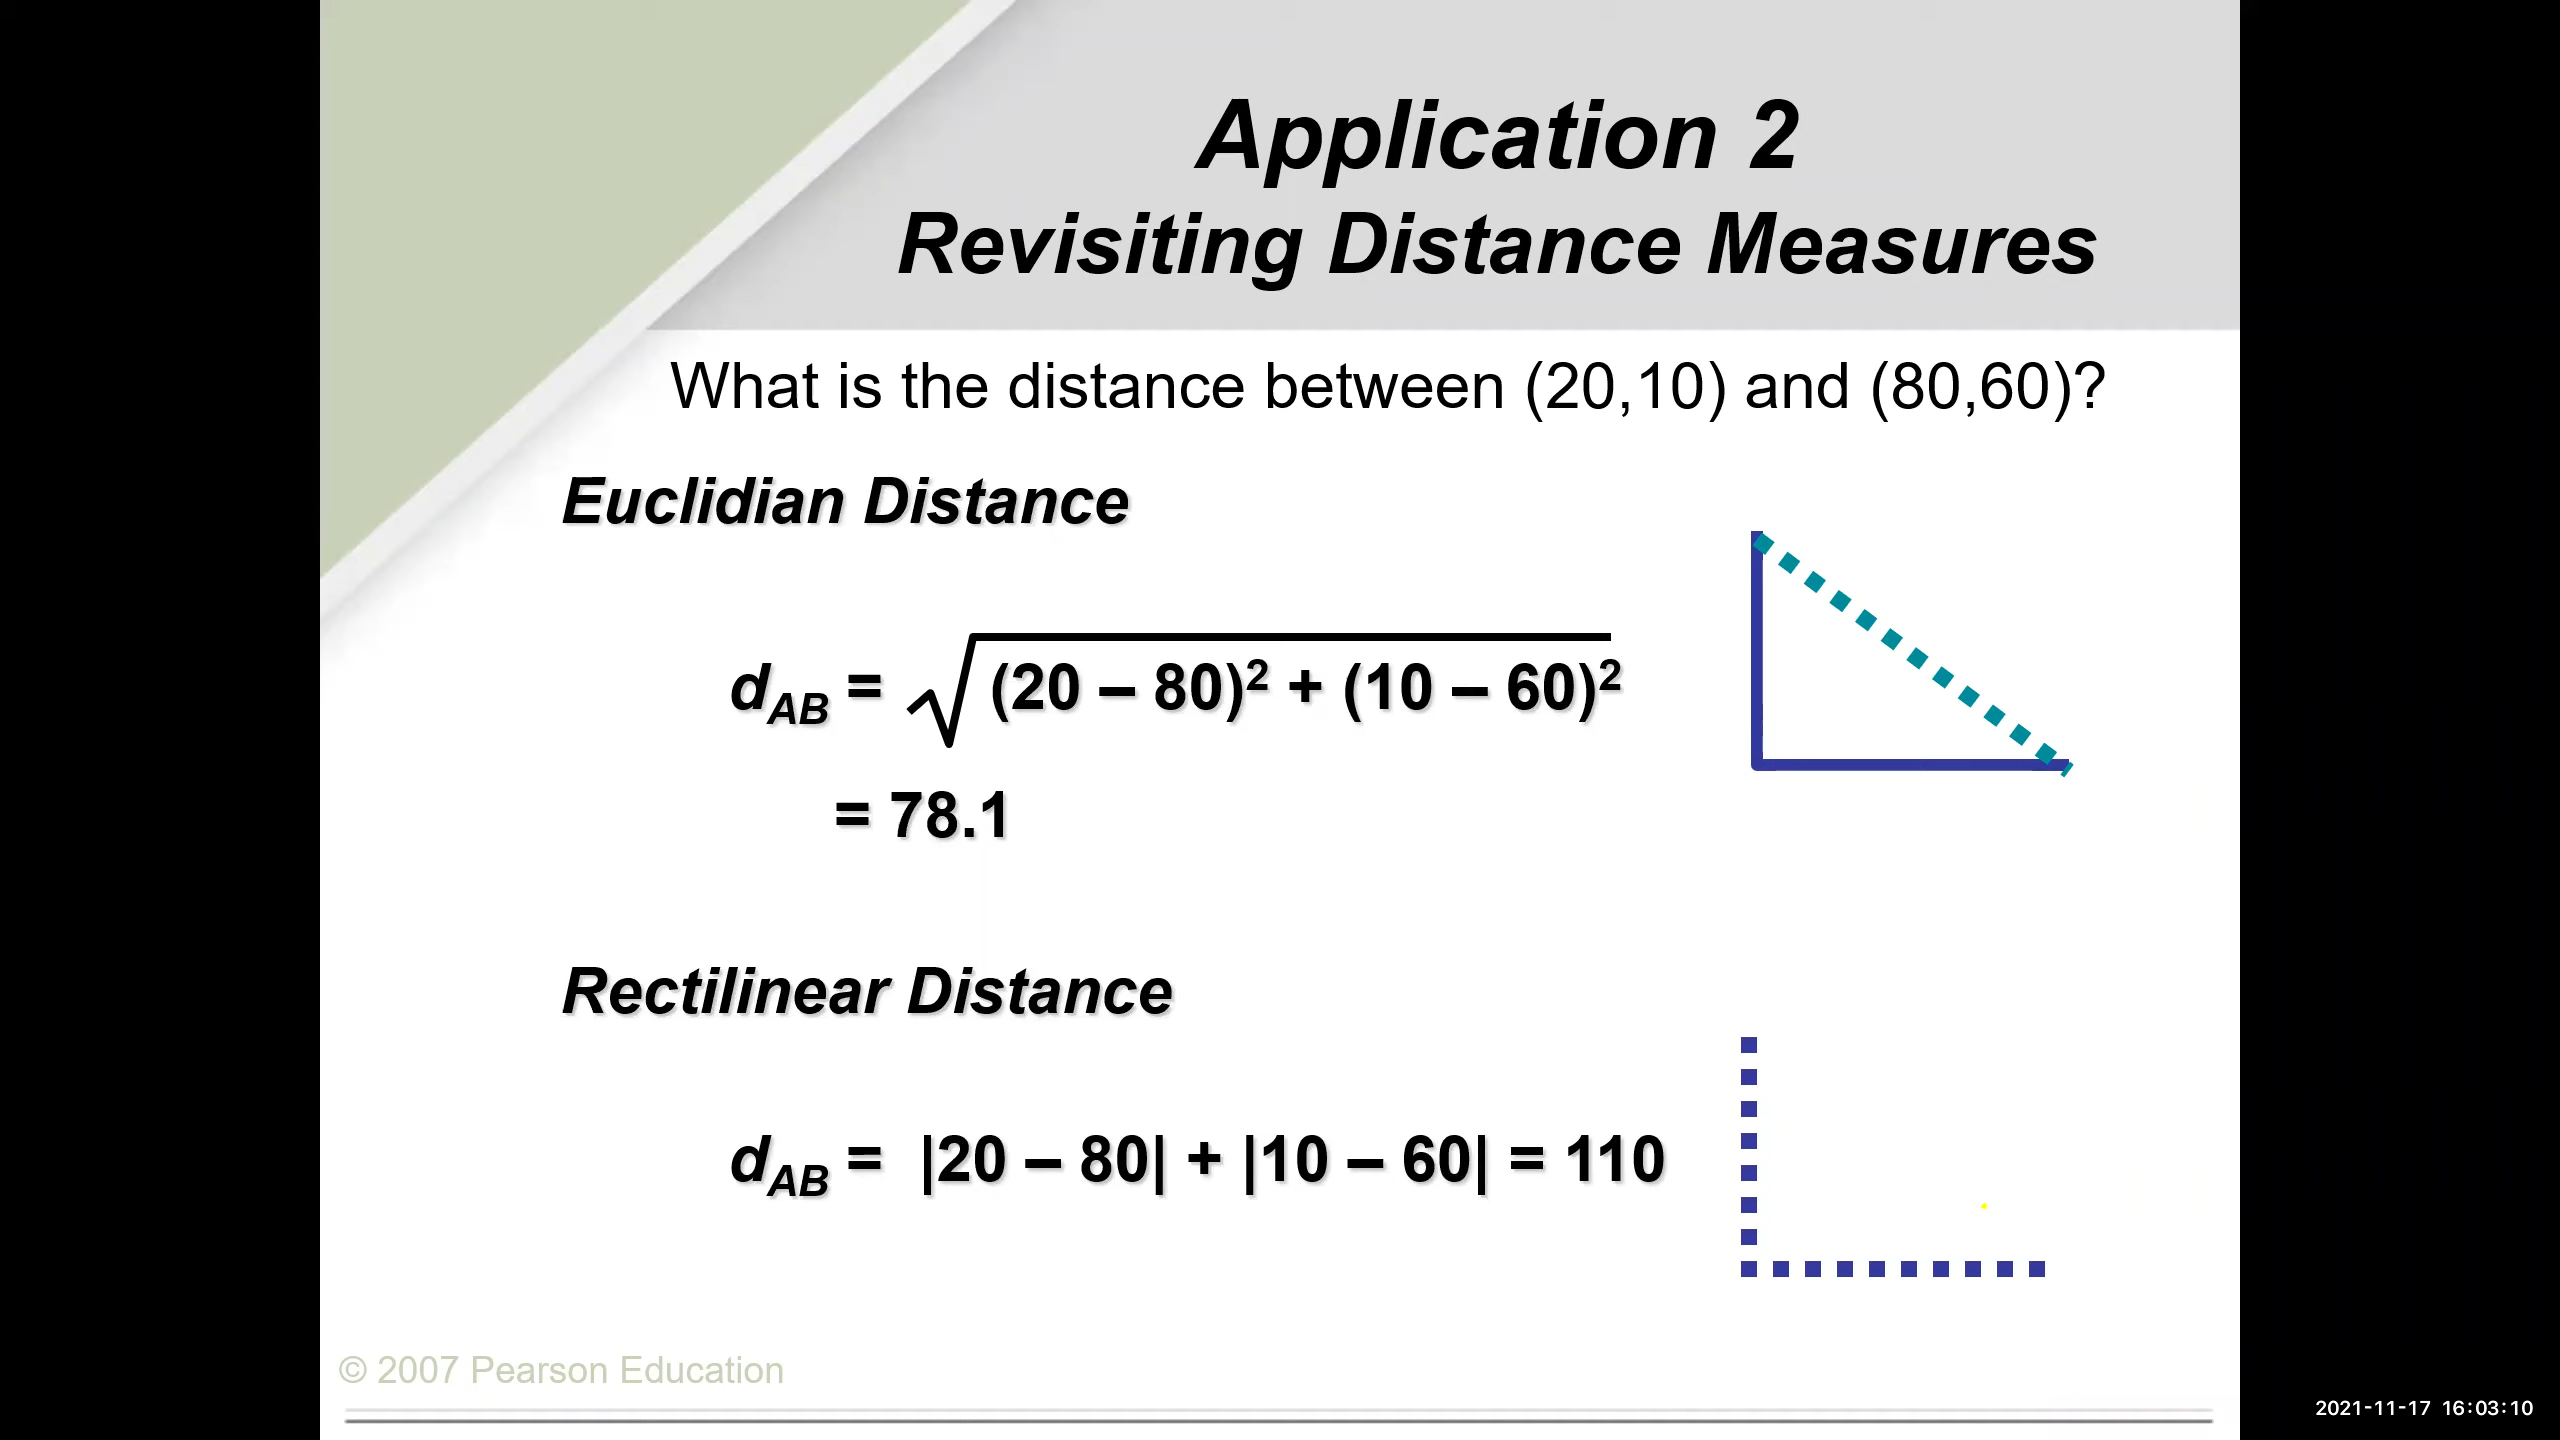 Application 2
Revisiting Distance Measures
What is the distance between (20,10) and (80,60)?
Euclidian Distance
dAB = √(20 – 80)² + (10 – 60)²
= 78.1
Rectilinear Distance
dAB = |20 – 80| + |10 – 60| = 110
© 2007 Pearson Education
2021-11-17 16:03:10